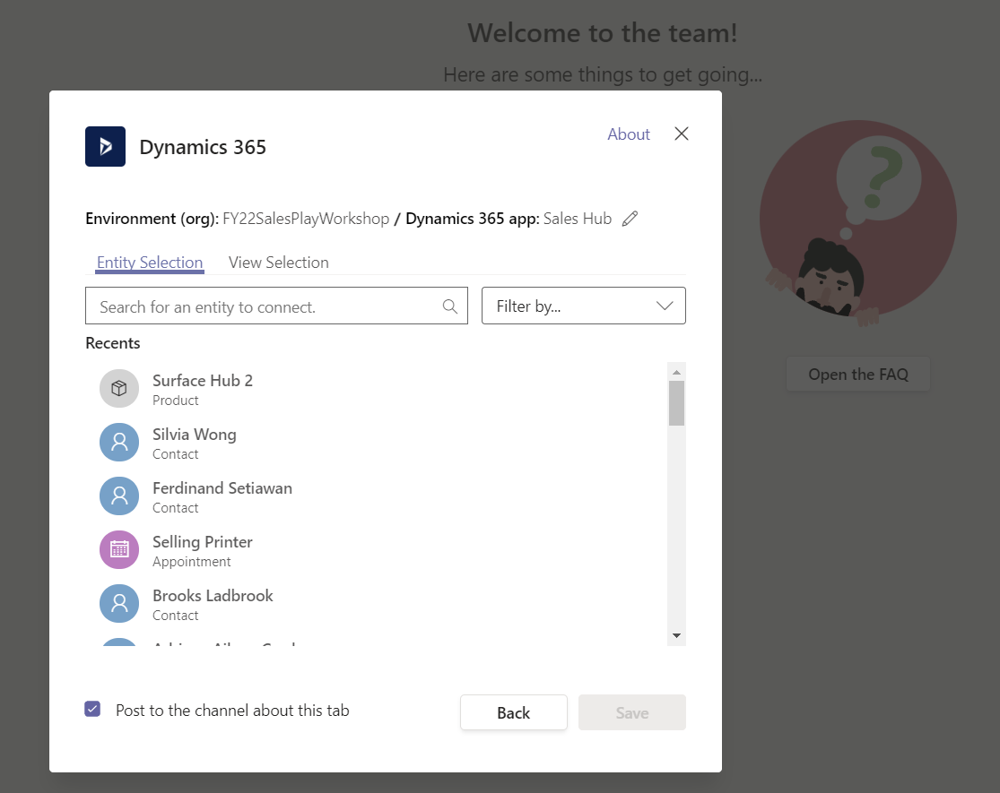 Welcome to the team!
Here are some things to get going...
Dynamics 365
About
Environment (org): FY22SalesPlayWorkshop / Dynamics 365 app: Sales Hub
Entity Selection
View Selection
Search for an entity to connect.
Filter by...
Recents
Surface Hub 2
Product
Silvia Wong
Contact
Ferdinand Setiawan
Contact
Selling Printer
Appointment
Brooks Ladbrook
Contact
Post to the channel about this tab
Back
Save
?
Open the FAQ